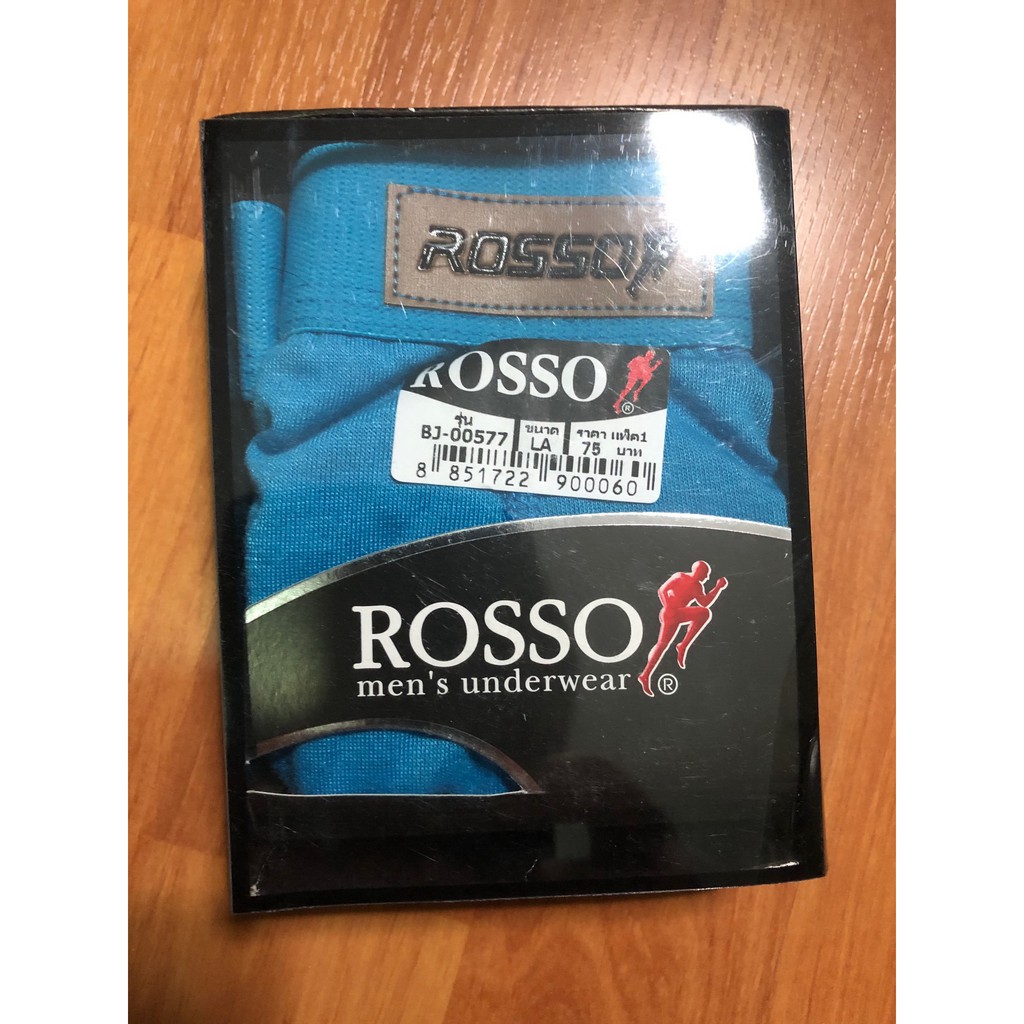 ROSSO
ROSSO
®
รุ่น ขนาด ราคา แพ็ค1
BJ-00577 LA 75 บาท
8 851722 900060
ROSSO
men's underwear ®